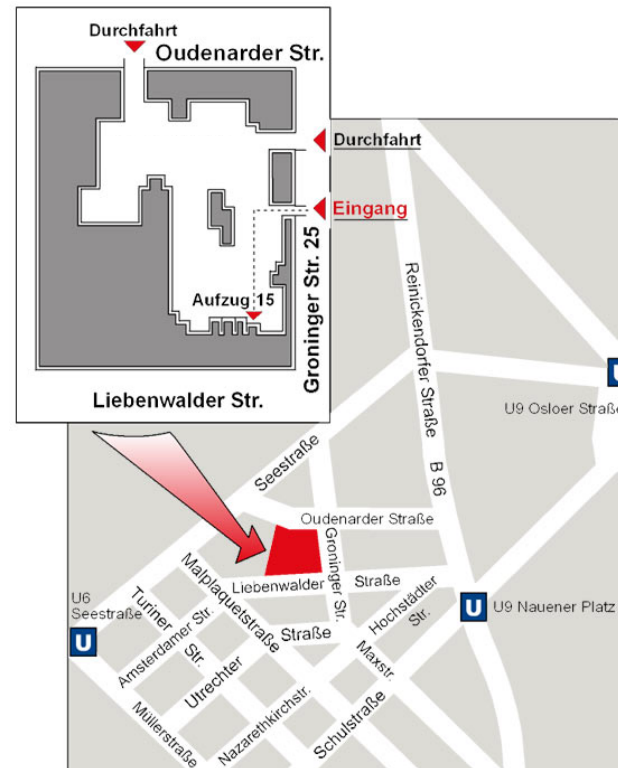 Durchfahrt
Oudenarder Str.
Durchfahrt
Eingang
Groninger Str. 25
Aufzug 15
Liebenwalder Str.
Reinickendorfer Straße
B 96
U
U9 Osloer Straße
Seestraße
Oudenarder Straße
Groninger Str.
Liebenwalder Straße
Malplaquetstraße
Hochstädter
Str.
U6
Seestraße
U
U
U9 Nauener Platz
Turiner
Str.
Amsterdamer Str.
Utrechter Straße
Maxstr.
Müllerstraße
Nazarethkirchstr.
Schulstraße